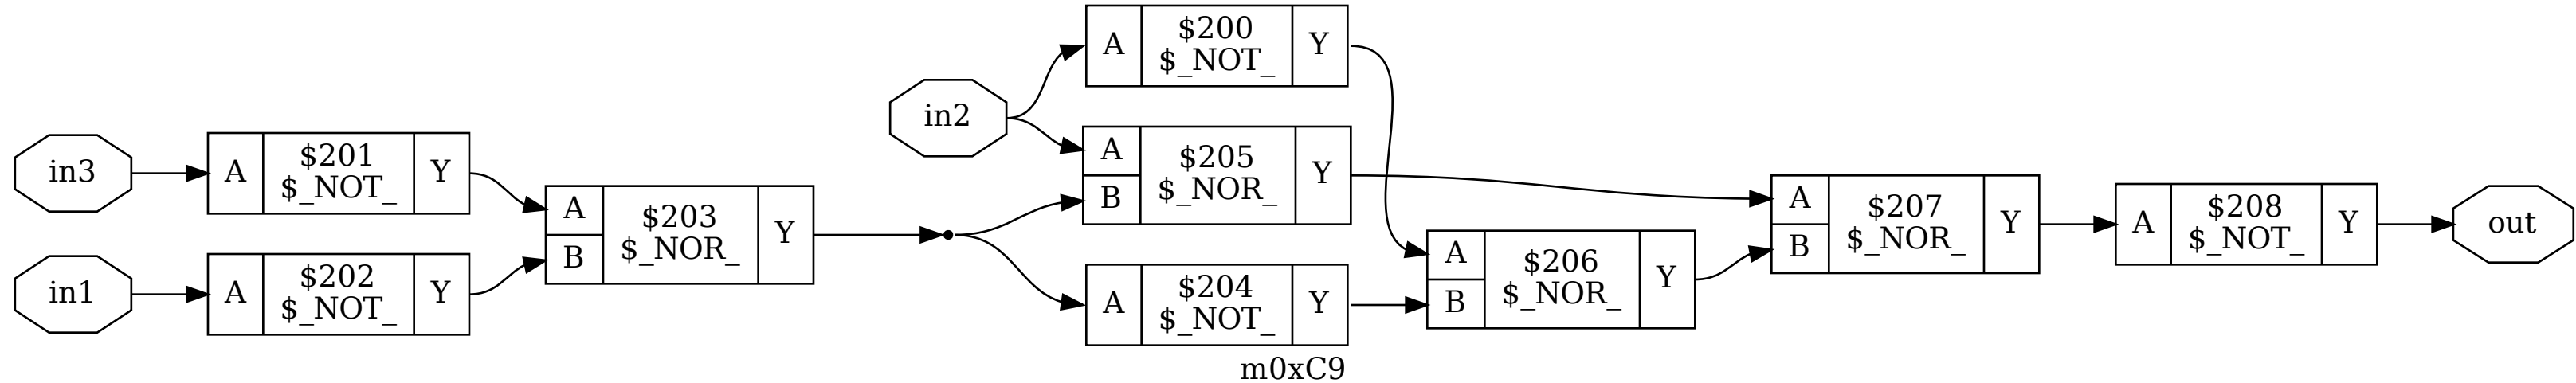 in3
in1
A
$201
$_NOT_
Y
A
$202
$_NOT_
Y
A
B
$203
$_NOR_
Y
in2
A
$200
$_NOT_
Y
A
B
$205
$_NOR_
Y
A
$204
$_NOT_
Y
A
B
$206
$_NOR_
Y
A
B
$207
$_NOR_
Y
A
$208
$_NOT_
Y
out
m0xC9